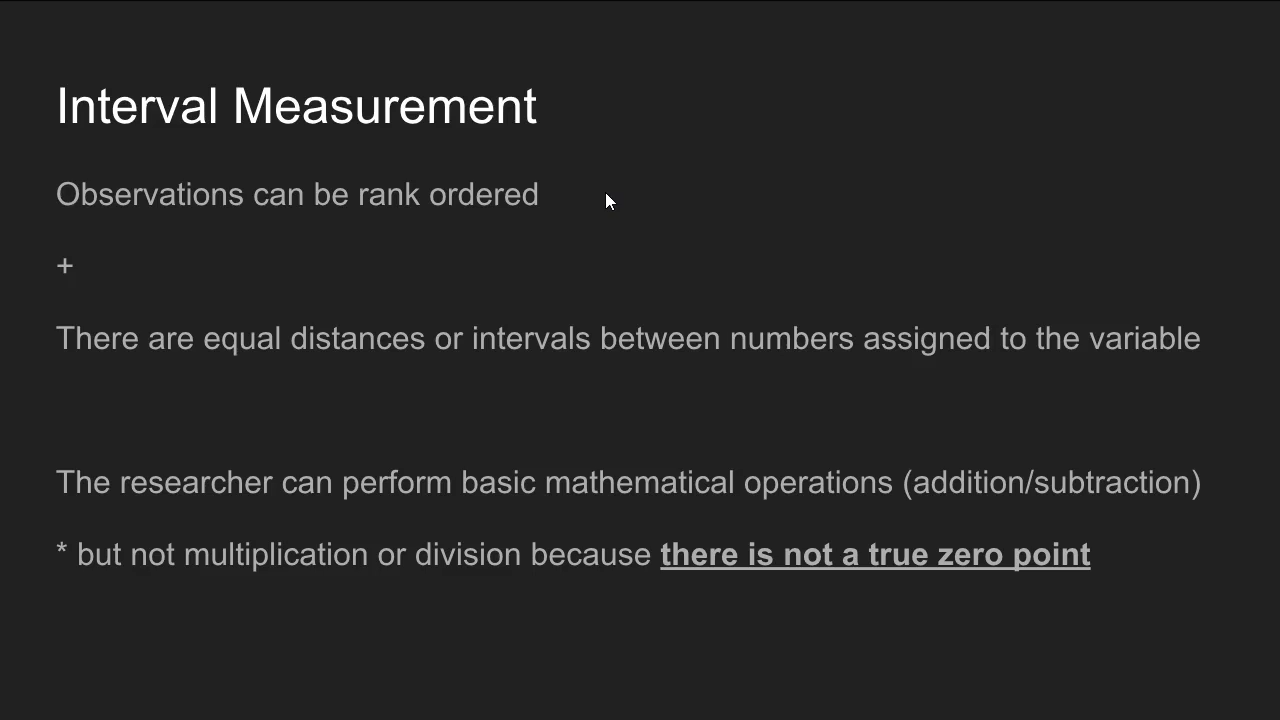 Interval Measurement
Observations can be rank ordered
+
There are equal distances or intervals between numbers assigned to the variable
The researcher can perform basic mathematical operations (addition/subtraction)
* but not multiplication or division because there is not a true zero point